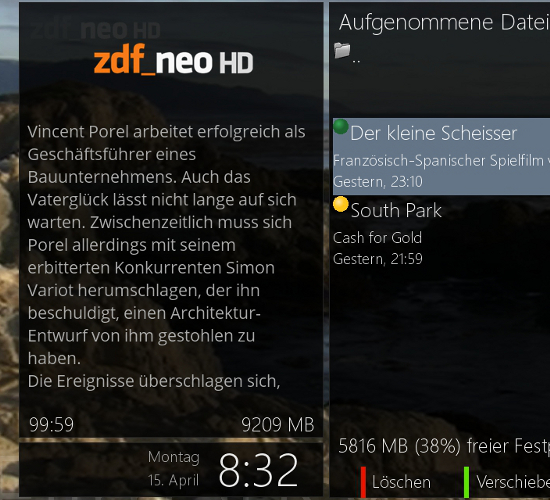 zdf_neo HD
zdf_neo HD
Vincent Porel arbeitet erfolgreich als
Geschäftsführer eines
Bauunternehmens. Auch das
Vaterglück lässt nicht lange auf sich
warten. Zwischenzeitlich muss sich
Porel allerdings mit seinem
erbitterten Konkurrenten Simon
Variot herumschlagen, der ihn
beschuldigt, einen Architektur-
Entwurf von ihm gestohlen zu
haben.
Die Ereignisse überschlagen sich,
99:59 9209 MB
Montag
15. April
8:32
Aufgenommene Datei
..
Der kleine Scheisser
Französisch-Spanischer Spielfilm v
Gestern, 23:10
South Park
Cash for Gold
Gestern, 21:59
5816 MB (38%) freier Festp
Löschen Verschiebe